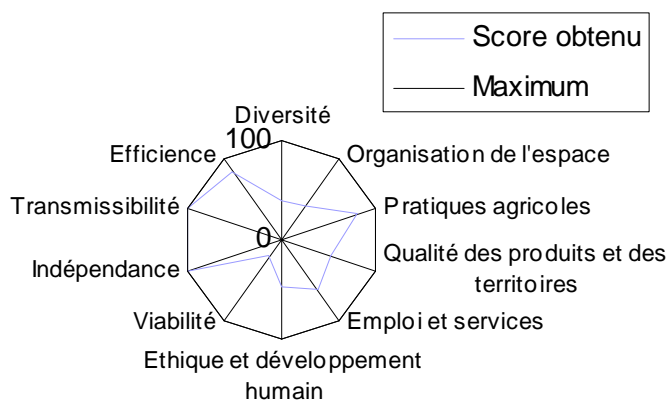 Score obtenu
Maximum
Diversité
100
Efficience
Organisation de l'espace
Transmissibilité
Pratiques agricoles
0
Indépendance
Qualité des produits et des
territoires
Viabilité
Emploi et services
Ethique et développement
humain